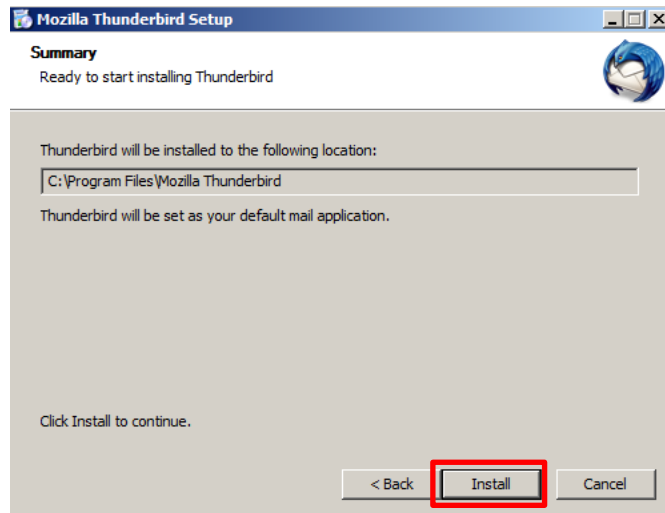 Mozilla Thunderbird Setup
Summary
Ready to start installing Thunderbird
Thunderbird will be installed to the following location:
C:\Program Files\Mozilla Thunderbird
Thunderbird will be set as your default mail application.
Click Install to continue.
< Back Install Cancel